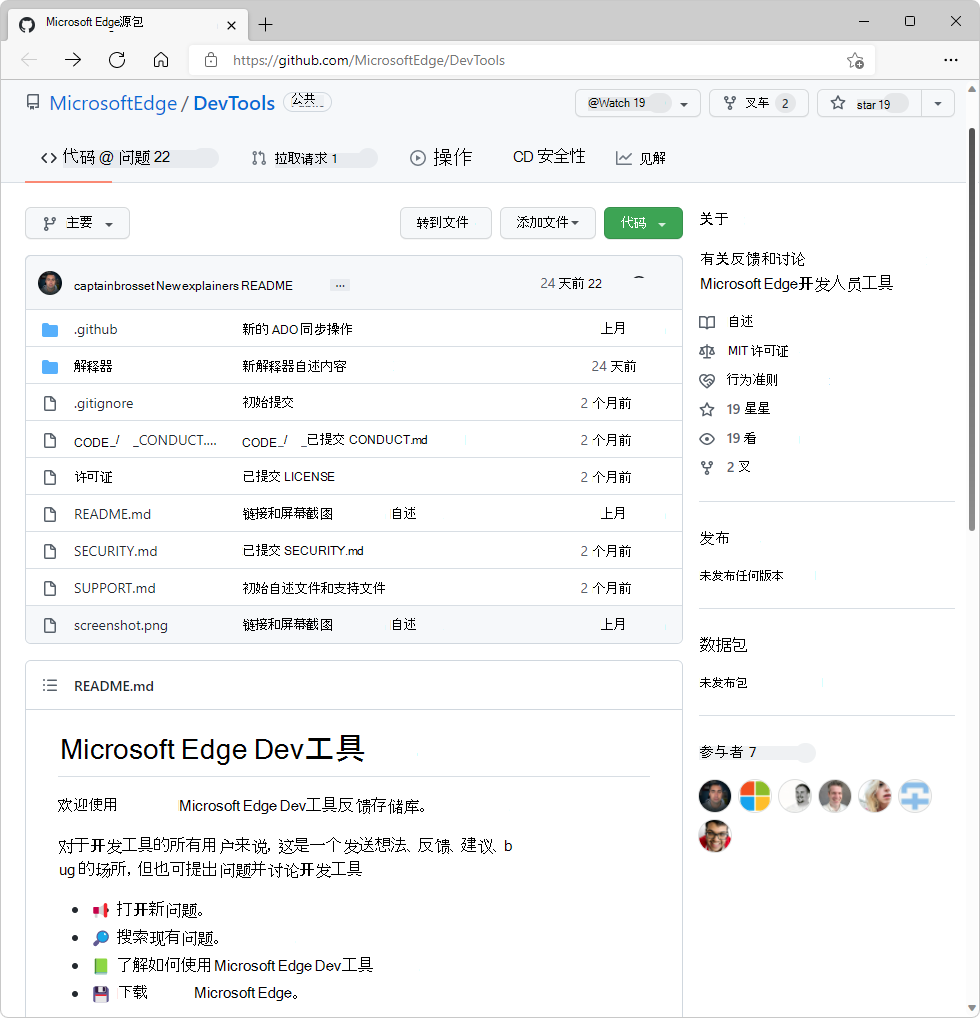 Microsoft Edge源包
https://github.com/MicrosoftEdge/DevTools
MicrosoftEdge / DevTools 公共...
@Watch 19 叉车 2 star 19
<> 代码 @ 问题 22 拉取请求 1 操作 CD 安全性 见解
主要 转到文件 添加文件 代码
captainbrosset New explainers README ... 24 天前 22
.github 新的 ADO 同步操作 上月
解释器 新解释器自述内容 24 天前
.gitignore 初始提交 2 个月前
CODE_/ _CONDUCT.... CODE_/ _已提交 CONDUCT.md 2 个月前
许可证 已提交 LICENSE 2 个月前
README.md 链接和屏幕截图 自述 上月
SECURITY.md 已提交 SECURITY.md 2 个月前
SUPPORT.md 初始自述文件和支持文件 2 个月前
screenshot.png 链接和屏幕截图 自述 上月
README.md
Microsoft Edge Dev工具
欢迎使用 Microsoft Edge Dev工具反馈存储库。
对于开发工具的所有用户来说, 这是一个发送想法、反馈、建议、b
ug 的场所，但也可提出问题并讨论开发工具
打开新问题。
搜索现有问题。
了解如何使用 Microsoft Edge Dev工具
下载 Microsoft Edge。
关于
有关反馈和讨论
Microsoft Edge开发人员工具
自述
MIT 许可证
行为准则
19 星星
19 看
2 叉
发布
未发布任何版本
数据包
未发布包
参与者 7